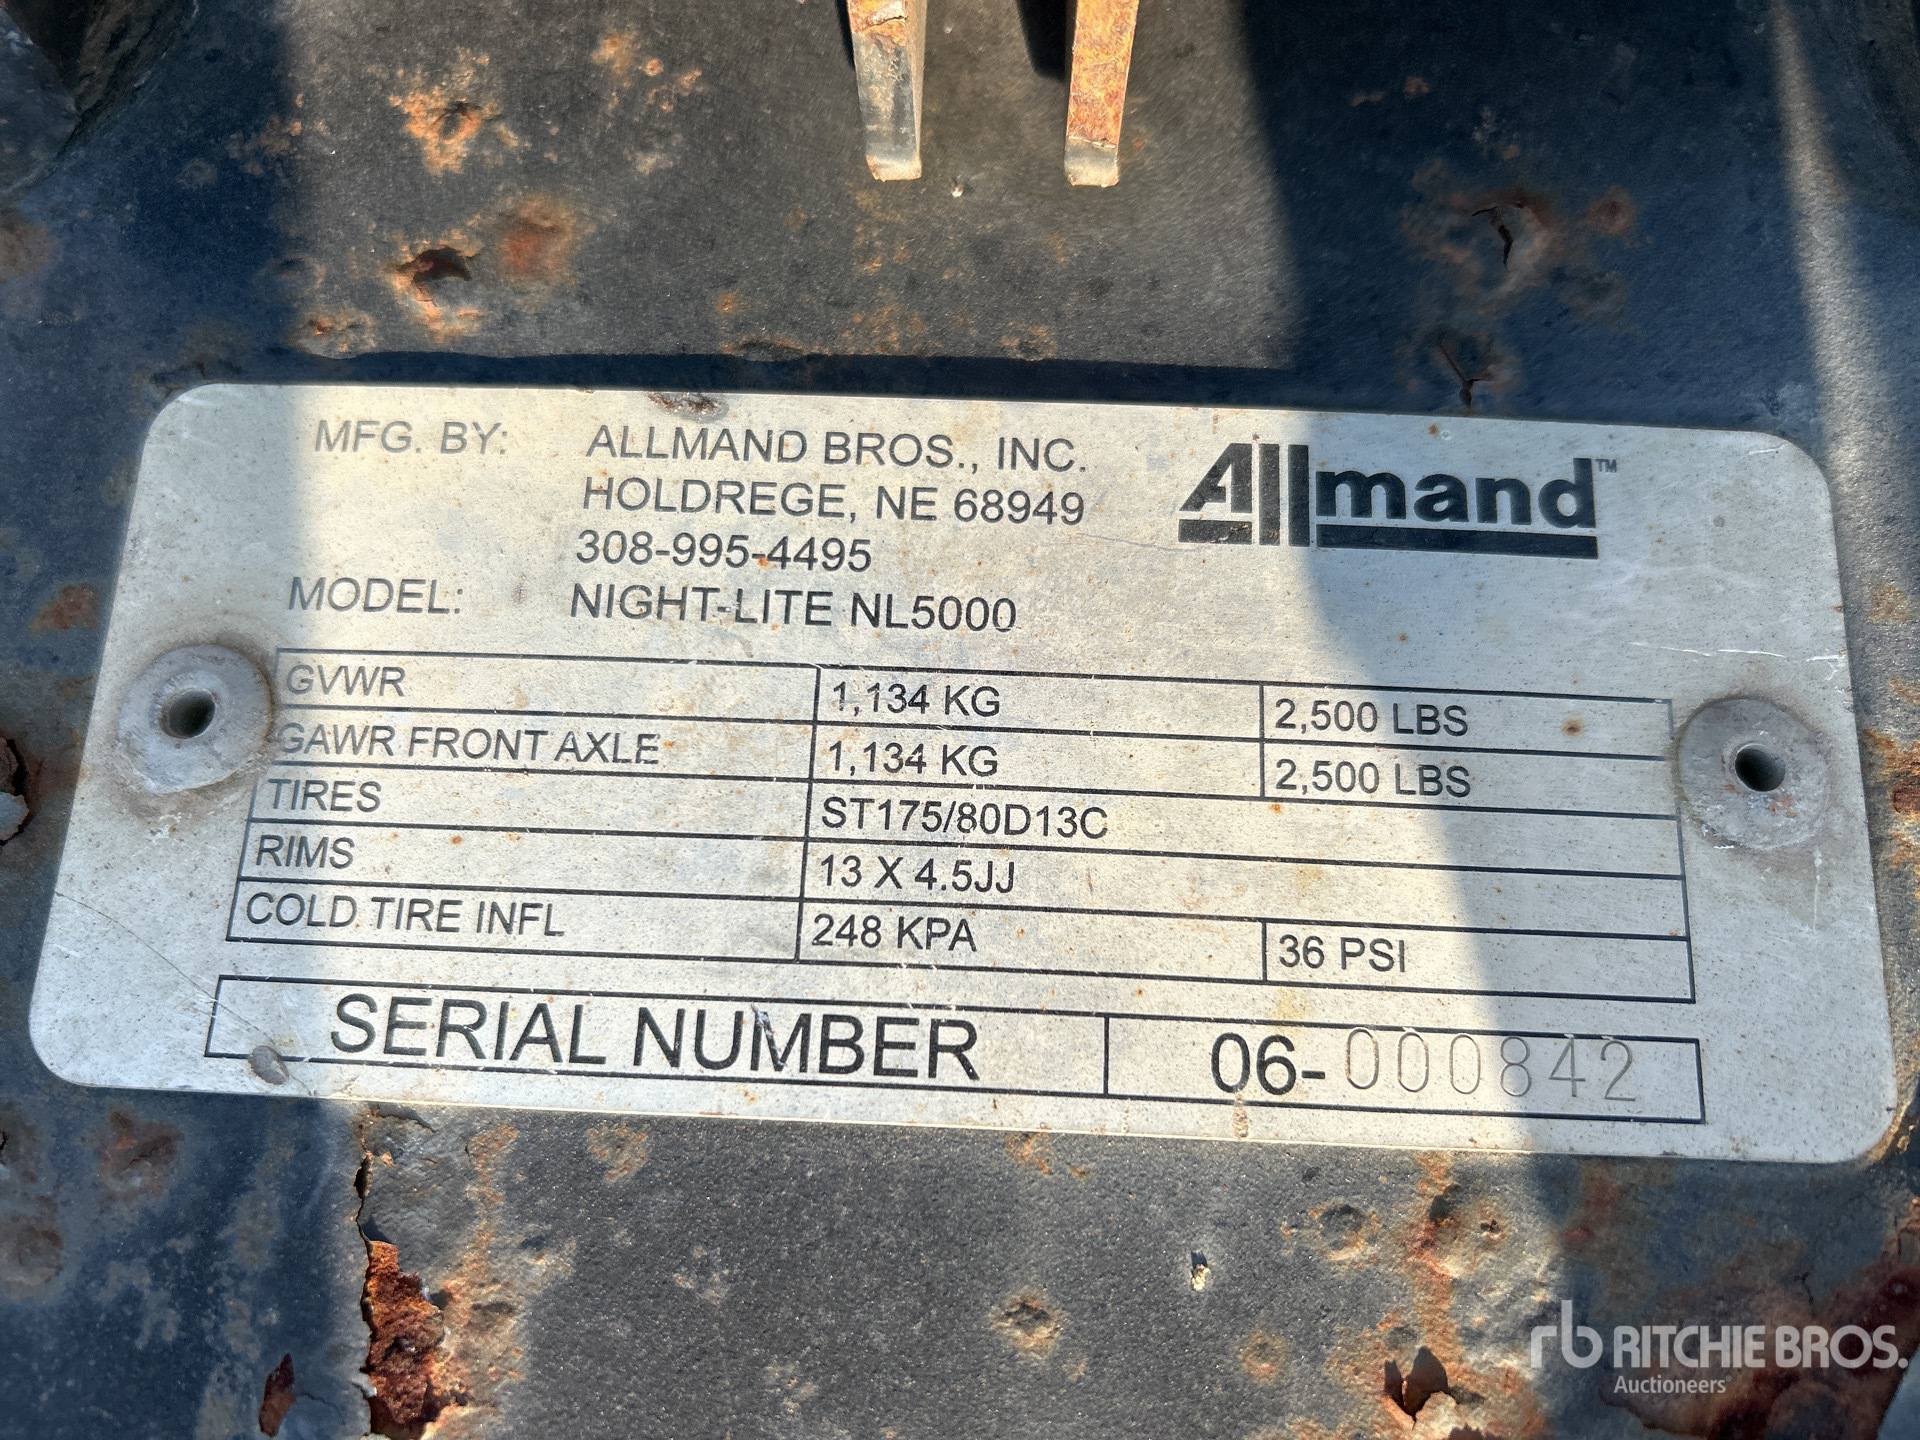 MFG. BY: ALLMAND BROS., INC.
HOLDREGE, NE 68949
308-995-4495
Allmand™
MODEL: NIGHT-LITE NL5000
GVWR 1,134 KG 2,500 LBS
GAWR FRONT AXLE 1,134 KG 2,500 LBS
TIRES ST175/80D13C
RIMS 13 X 4.5JJ
COLD TIRE INFL 248 KPA 36 PSI
SERIAL NUMBER 06-000842
rb RITCHIE BROS.
Auctioneers